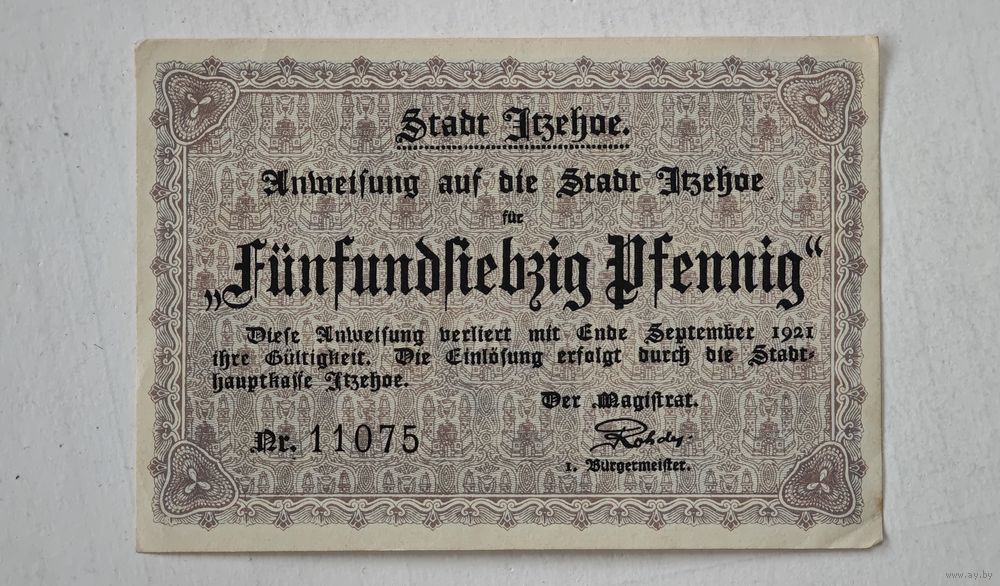 Stadt Itzehoe.
Anweisung auf die Stadt Itzehoe
für
„Fünfundsiebzig Pfennig“
Diese Anweisung verliert mit Ende September 1921
ihre Gültigkeit. Die Einlösung erfolgt durch die Stadt-
hauptkasse Itzehoe.
Der Magistrat.
Nr. 11075
Rohde.
1. Bürgermeister.
www.ay.by